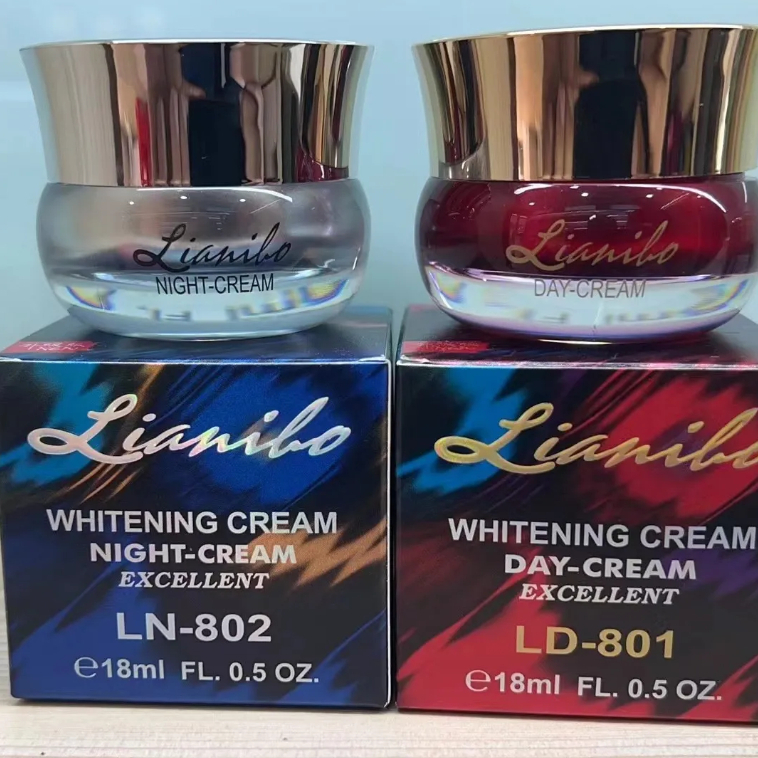 Lianibo
NIGHT-CREAM
Lianibo
DAY-CREAM
Lianibo
WHITENING CREAM
NIGHT-CREAM
EXCELLENT
LN-802
℮18ml FL. 0.5 OZ.
Lianibo
WHITENING CREAM
DAY-CREAM
EXCELLENT
LD-801
℮18ml FL. 0.5 OZ.